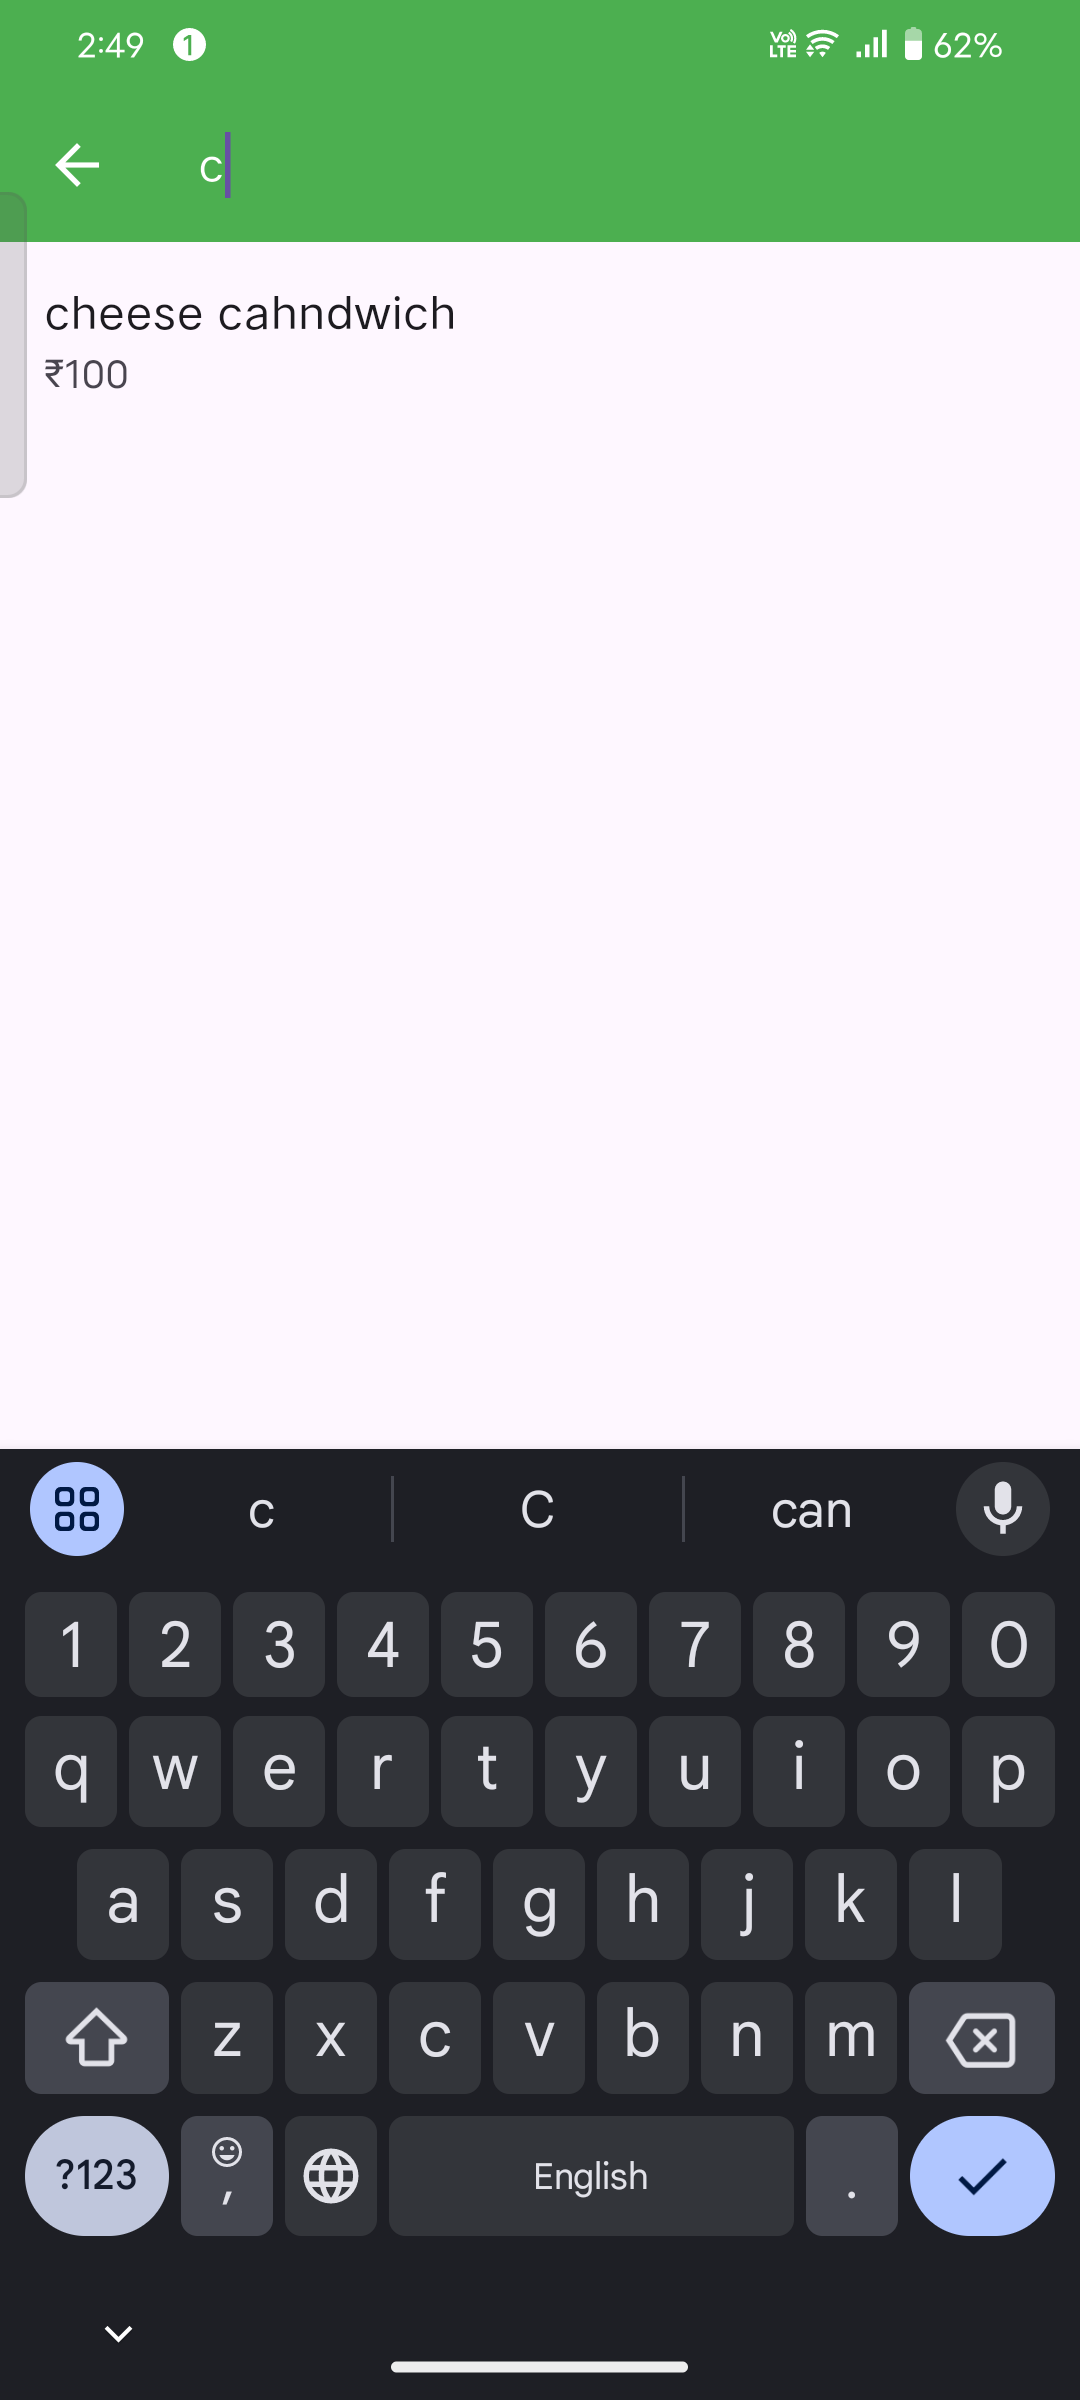 2:49 1 Vo) LTE 62%
c
cheese cahndwich
₹100
c C can
1 2 3 4 5 6 7 8 9 0
q w e r t y u i o p
a s d f g h j k l
z x c v b n m
?123 , English .